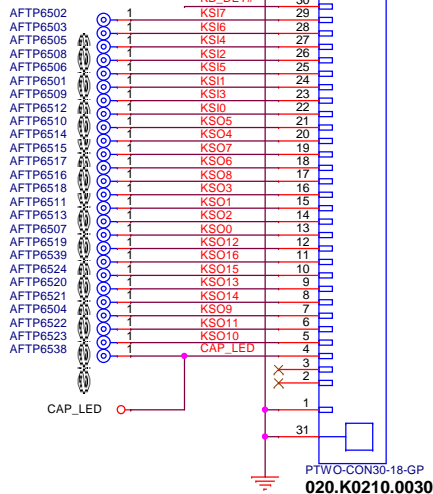 AFTP6502 1 KSI7 29
AFTP6503 1 KSI6 28
AFTP6505 1 KSI4 27
AFTP6508 1 KSI2 26
AFTP6506 1 KSI5 25
AFTP6501 1 KSI1 24
AFTP6509 1 KSI3 23
AFTP6512 1 KSI0 22
AFTP6510 1 KSO5 21
AFTP6514 1 KSO4 20
AFTP6515 1 KSO7 19
AFTP6517 1 KSO6 18
AFTP6516 1 KSO8 17
AFTP6518 1 KSO3 16
AFTP6511 1 KSO1 15
AFTP6513 1 KSO2 14
AFTP6507 1 KSO0 13
AFTP6519 1 KSO12 12
AFTP6539 1 KSO16 11
AFTP6524 1 KSO15 10
AFTP6520 1 KSO13 9
AFTP6521 1 KSO14 8
AFTP6504 1 KSO9 7
AFTP6522 1 KSO11 6
AFTP6523 1 KSO10 5
AFTP6538 1 CAP_LED 4
3
2
CAP_LED 1
31
PTWO-CON30-18-GP
020.K0210.0030